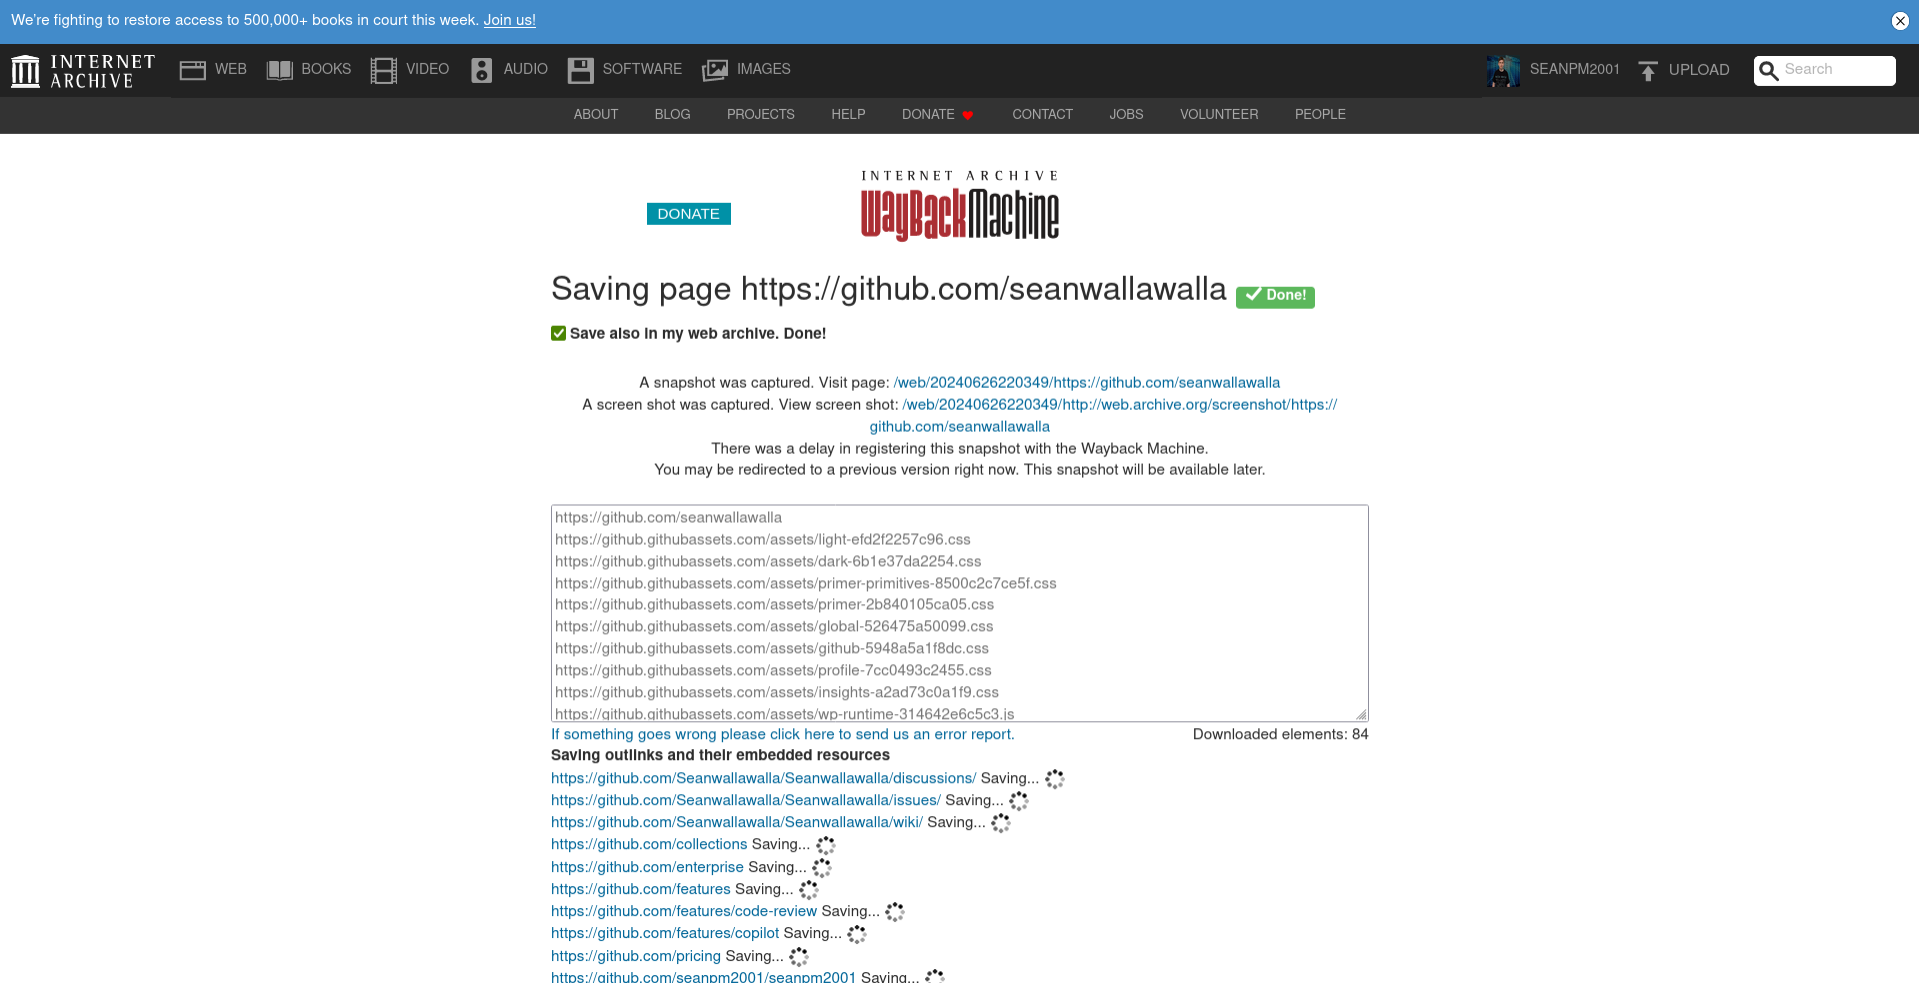 We're fighting to restore access to 500,000+ books in court this week. Join us!
INTERNET ARCHIVE WEB BOOKS VIDEO AUDIO SOFTWARE IMAGES SEANPM2001 UPLOAD Search
ABOUT BLOG PROJECTS HELP DONATE CONTACT JOBS VOLUNTEER PEOPLE
INTERNET ARCHIVE
DONATE WayBackMachine
Saving page https://github.com/seanwallawalla Done!
Save also in my web archive. Done!
A snapshot was captured. Visit page: /web/20240626220349/https://github.com/seanwallawalla
A screen shot was captured. View screen shot: /web/20240626220349/http://web.archive.org/screenshot/https://
github.com/seanwallawalla
There was a delay in registering this snapshot with the Wayback Machine.
You may be redirected to a previous version right now. This snapshot will be available later.
https://github.com/seanwallawalla
https://github.githubassets.com/assets/light-efd2f2257c96.css
https://github.githubassets.com/assets/dark-6b1e37da2254.css
https://github.githubassets.com/assets/primer-primitives-8500c2c7ce5f.css
https://github.githubassets.com/assets/primer-2b840105ca05.css
https://github.githubassets.com/assets/global-526475a50099.css
https://github.githubassets.com/assets/github-5948a5a1f8dc.css
https://github.githubassets.com/assets/profile-7cc0493c2455.css
https://github.githubassets.com/assets/insights-a2ad73c0a1f9.css
https://github.githubassets.com/assets/wp-runtime-314642e6c5c3.js
If something goes wrong please click here to send us an error report. Downloaded elements: 84
Saving outlinks and their embedded resources
https://github.com/Seanwallawalla/Seanwallawalla/discussions/ Saving...
https://github.com/Seanwallawalla/Seanwallawalla/issues/ Saving...
https://github.com/Seanwallawalla/Seanwallawalla/wiki/ Saving...
https://github.com/collections Saving...
https://github.com/enterprise Saving...
https://github.com/features Saving...
https://github.com/features/code-review Saving...
https://github.com/features/copilot Saving...
https://github.com/pricing Saving...
https://github.com/seanpm2001/seanpm2001 Saving...